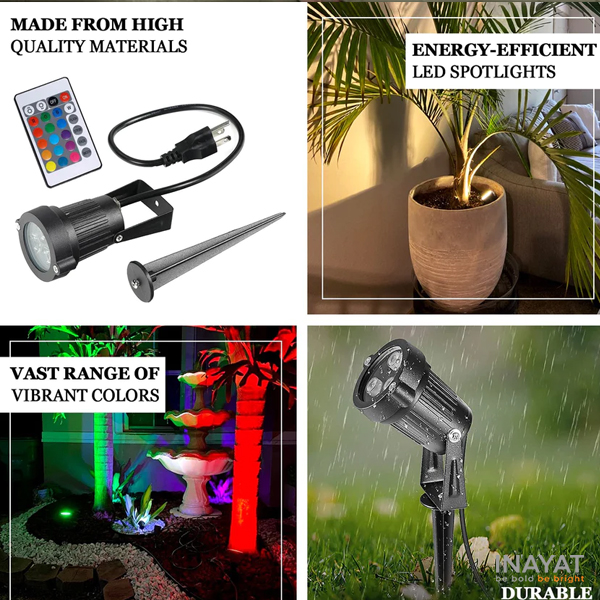 MADE FROM HIGH
QUALITY MATERIALS
ENERGY-EFFICIENT
LED SPOTLIGHTS
VAST RANGE OF
VIBRANT COLORS
INAYAT
be bold be bright
DURABLE